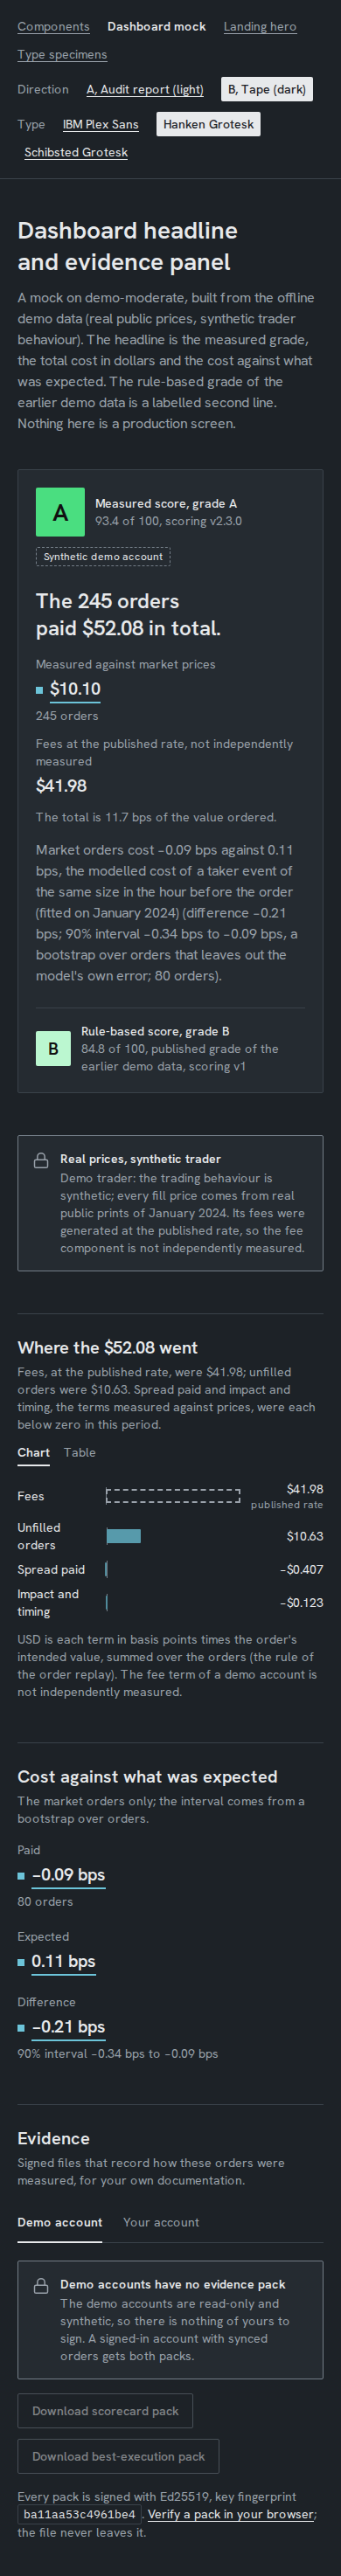 Components Dashboard mock Landing hero
Type specimens
Direction A, Audit report (light) B, Tape (dark)
Type IBM Plex Sans Hanken Grotesk
Schibsted Grotesk
Dashboard headline
and evidence panel
A mock on demo-moderate, built from the offline
demo data (real public prices, synthetic trader
behaviour). The headline is the measured grade,
the total cost in dollars and the cost against what
was expected. The rule-based grade of the
earlier demo data is a labelled second line.
Nothing here is a production screen.
A
Measured score, grade A
93.4 of 100, scoring v2.3.0
Synthetic demo account
The 245 orders
paid $52.08 in total.
Measured against market prices
$10.10
245 orders
Fees at the published rate, not independently
measured
$41.98
The total is 11.7 bps of the value ordered.
Market orders cost −0.09 bps against 0.11
bps, the modelled cost of a taker event of
the same size in the hour before the order
(fitted on January 2024) (difference −0.21
bps; 90% interval −0.34 bps to −0.09 bps, a
bootstrap over orders that leaves out the
model's own error; 80 orders).
B
Rule-based score, grade B
84.8 of 100, published grade of the
earlier demo data, scoring v1
Real prices, synthetic trader
Demo trader: the trading behaviour is
synthetic; every fill price comes from real
public prints of January 2024. Its fees were
generated at the published rate, so the fee
component is not independently measured.
Where the $52.08 went
Fees, at the published rate, were $41.98; unfilled
orders were $10.63. Spread paid and impact and
timing, the terms measured against prices, were each
below zero in this period.
Chart Table
Fees $41.98
published rate
Unfilled
orders $10.63
Spread paid −$0.407
Impact and
timing −$0.123
USD is each term in basis points times the order's
intended value, summed over the orders (the rule of
the order replay). The fee term of a demo account is
not independently measured.
Cost against what was expected
The market orders only; the interval comes from a
bootstrap over orders.
Paid
−0.09 bps
80 orders
Expected
0.11 bps
Difference
−0.21 bps
90% interval −0.34 bps to −0.09 bps
Evidence
Signed files that record how these orders were
measured, for your own documentation.
Demo account Your account
Demo accounts have no evidence pack
The demo accounts are read-only and
synthetic, so there is nothing of yours to
sign. A signed-in account with synced
orders gets both packs.
Download scorecard pack
Download best-execution pack
Every pack is signed with Ed25519, key fingerprint
ba11aa53c4961be4. Verify a pack in your browser;
the file never leaves it.